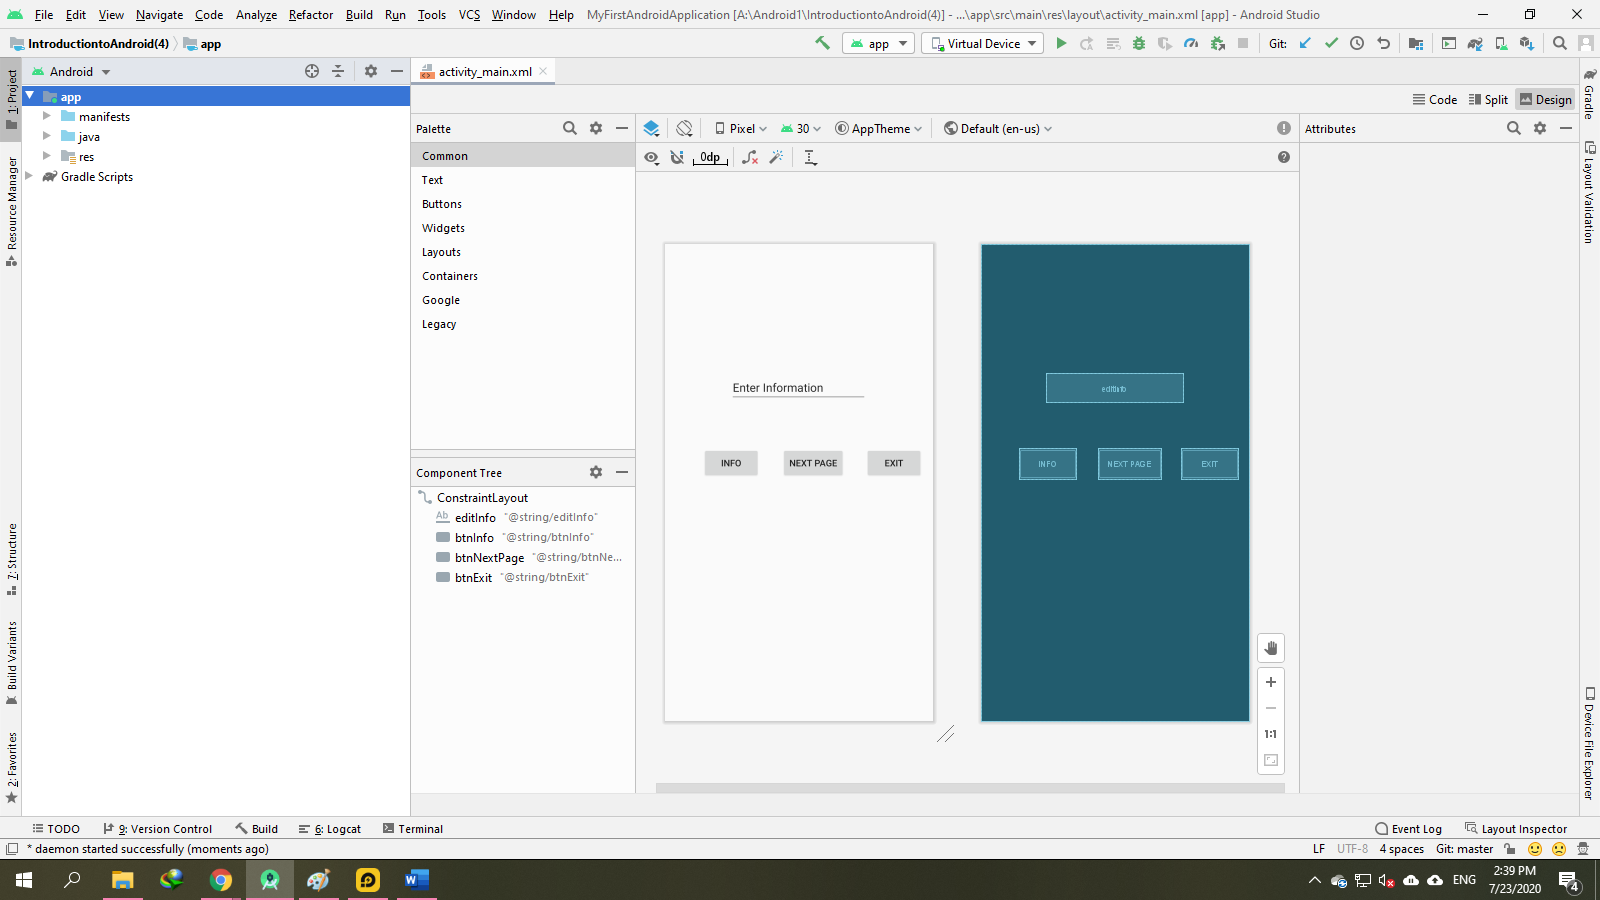 File Edit View Navigate Code Analyze Refactor Build Run Tools VCS Window Help MyFirstAndroidApplication [A:\Android1\IntroductiontoAndroid(4)] - ...\app\src\main\res\layout\activity_main.xml [app] - Android Studio
IntroductiontoAndroid(4) app
app Virtual Device Git:
1: Project
Resource Manager
7: Structure
Build Variants
2: Favorites
Android
app
manifests
java
res
Gradle Scripts
activity_main.xml
Code Split Design
Palette
Common
Text
Buttons
Widgets
Layouts
Containers
Google
Legacy
Component Tree
ConstraintLayout
Ab editInfo "@string/editInfo"
btnInfo "@string/btnInfo"
btnNextPage "@string/btnNe...
btnExit "@string/btnExit"
Pixel 30 AppTheme Default (en-us)
0dp
Enter Information
INFO NEXT PAGE EXIT
editInfo
INFO NEXT PAGE EXIT
1:1
Attributes
Gradle
Layout Validation
Device File Explorer
TODO 9: Version Control Build 6: Logcat Terminal Event Log Layout Inspector
* daemon started successfully (moments ago) LF UTF-8 4 spaces Git: master
ENG 2:39 PM
7/23/2020 4